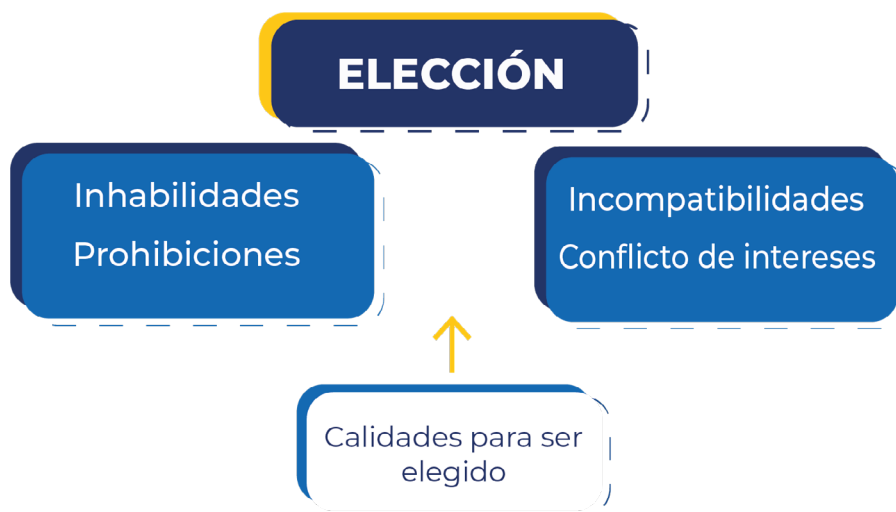 ELECCIÓN
Inhabilidades
Prohibiciones
Incompatibilidades
Conflicto de intereses
Calidades para ser
elegido